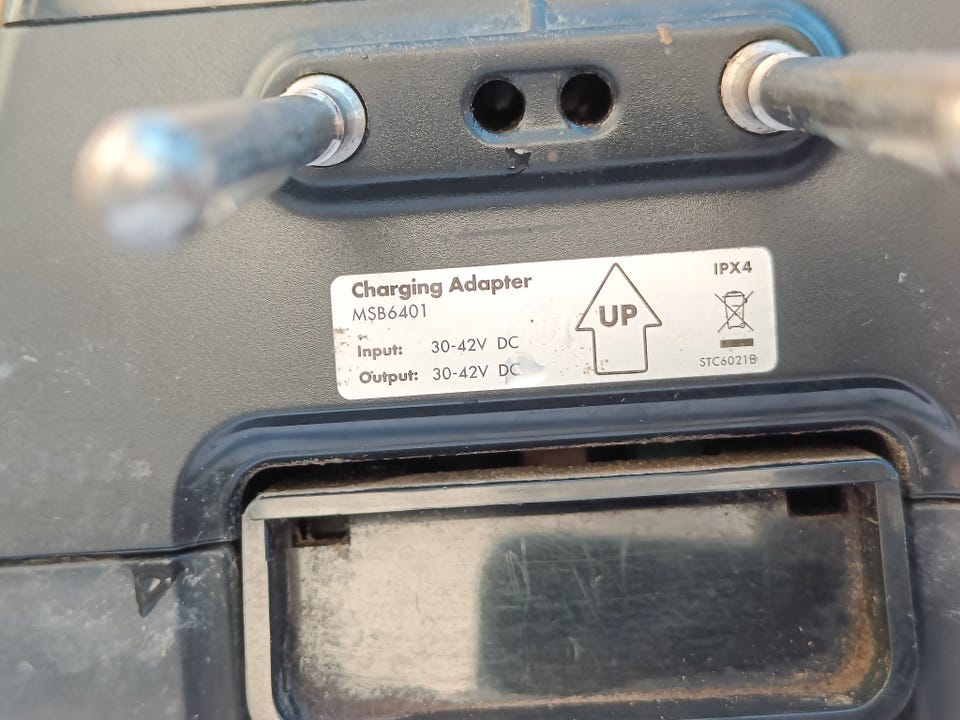 Charging Adapter
MSB6401
Input: 30-42V DC
Output: 30-42V DC
UP
IPX4
STC6021B